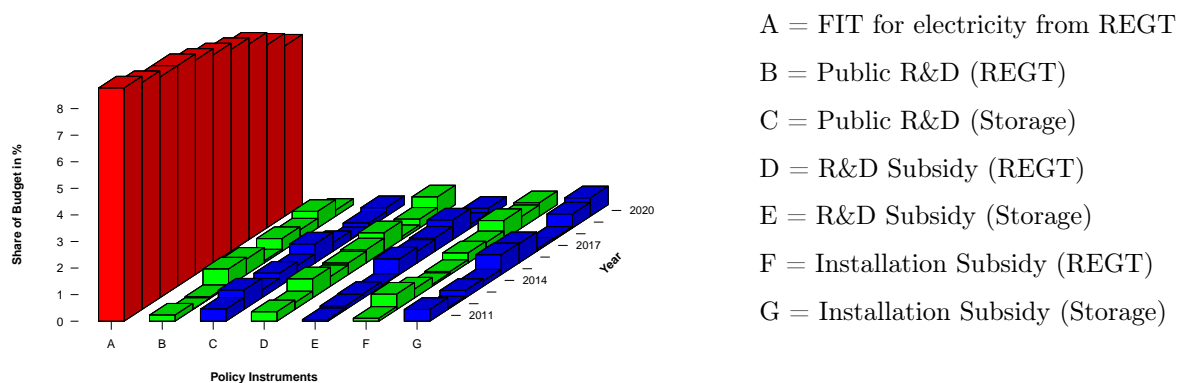 A = FIT for electricity from REGT
B = Public R&D (REGT)
C = Public R&D (Storage)
D = R&D Subsidy (REGT)
E = R&D Subsidy (Storage)
F = Installation Subsidy (REGT)
G = Installation Subsidy (Storage)
Share of Budget in %
8
7
6
5
4
3
2
1
0
A B C D E F G
Policy Instruments
2020
2017
2014
2011
Year